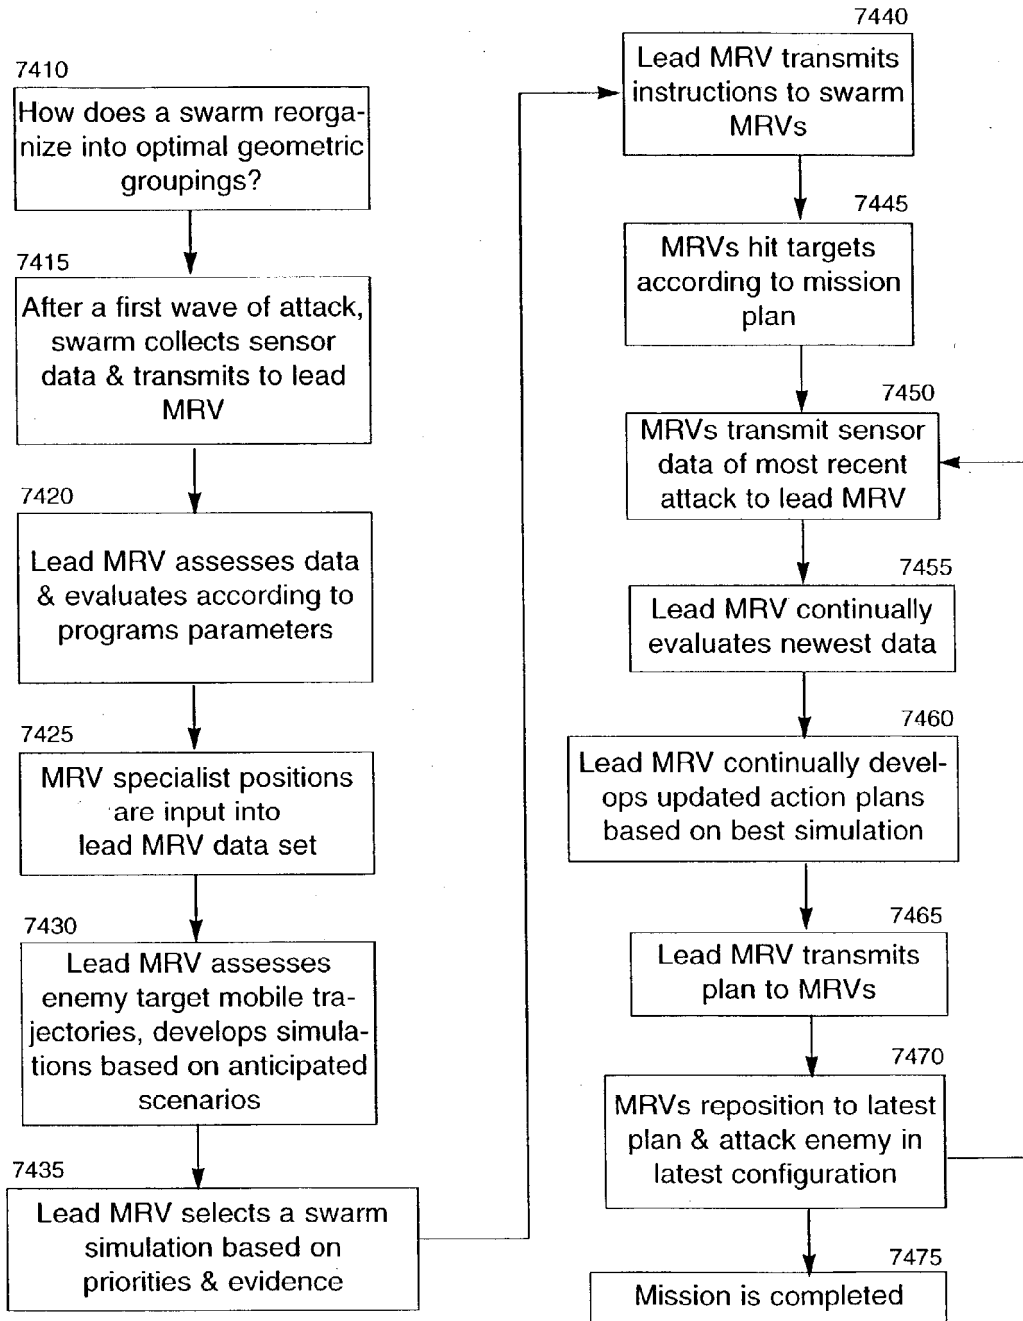 7410
How does a swarm reorga-
nize into optimal geometric
groupings?
7415
After a first wave of attack,
swarm collects sensor
data & transmits to lead
MRV
7420
Lead MRV assesses data
& evaluates according to
programs parameters
7425
MRV specialist positions
are input into
lead MRV data set
7430
Lead MRV assesses
enemy target mobile tra-
jectories, develops simula-
tions based on anticipated
scenarios
7435
Lead MRV selects a swarm
simulation based on
priorities & evidence
7440
Lead MRV transmits
instructions to swarm
MRVs
7445
MRVs hit targets
according to mission
plan
7450
MRVs transmit sensor
data of most recent
attack to lead MRV
7455
Lead MRV continually
evaluates newest data
7460
Lead MRV continually devel-
ops updated action plans
based on best simulation
7465
Lead MRV transmits
plan to MRVs
7470
MRVs reposition to latest
plan & attack enemy in
latest configuration
7475
Mission is completed